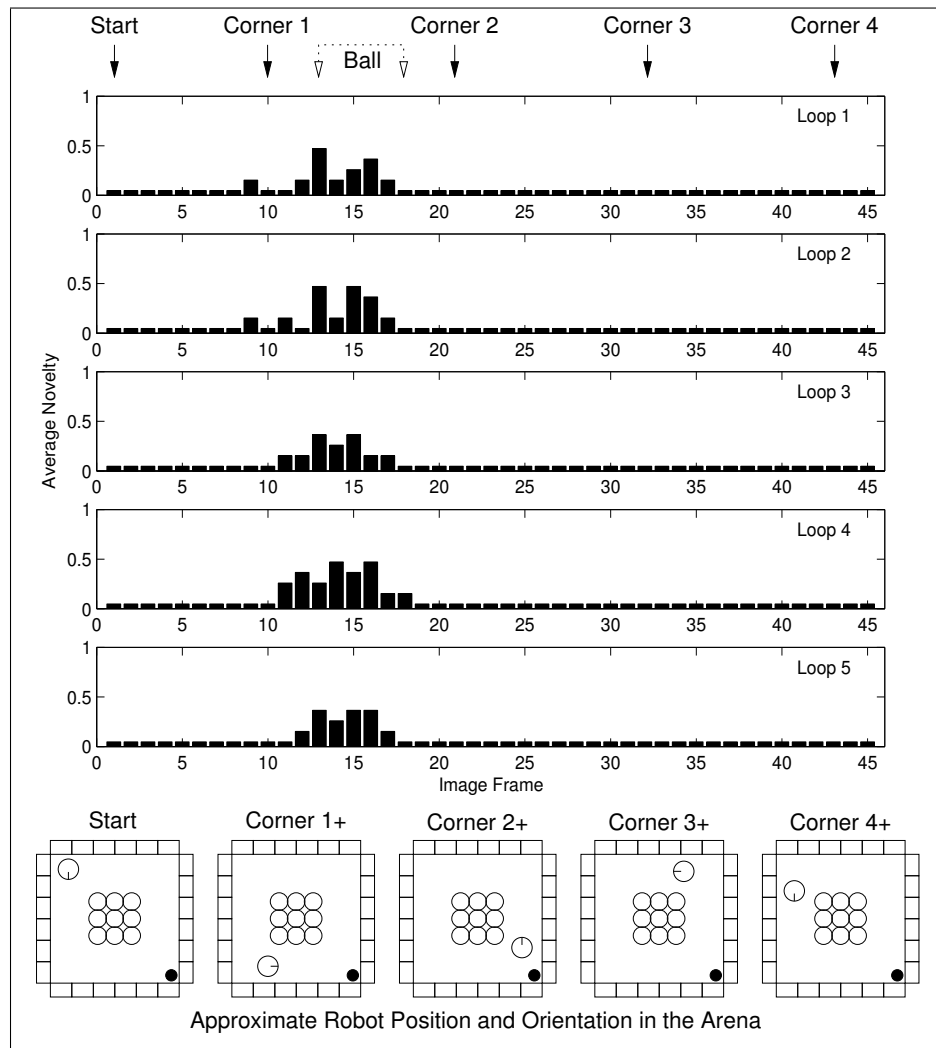 Start Corner 1 Corner 2 Corner 3 Corner 4
Ball
1
0.5
0
Loop 1
0 5 10 15 20 25 30 35 40 45
1
0.5
0
Loop 2
0 5 10 15 20 25 30 35 40 45
1
0.5
0
Loop 3
0 5 10 15 20 25 30 35 40 45
Average Novelty
1
0.5
0
Loop 4
0 5 10 15 20 25 30 35 40 45
1
0.5
0
Loop 5
0 5 10 15 20 25 30 35 40 45
Image Frame
Start Corner 1+ Corner 2+ Corner 3+ Corner 4+
Approximate Robot Position and Orientation in the Arena